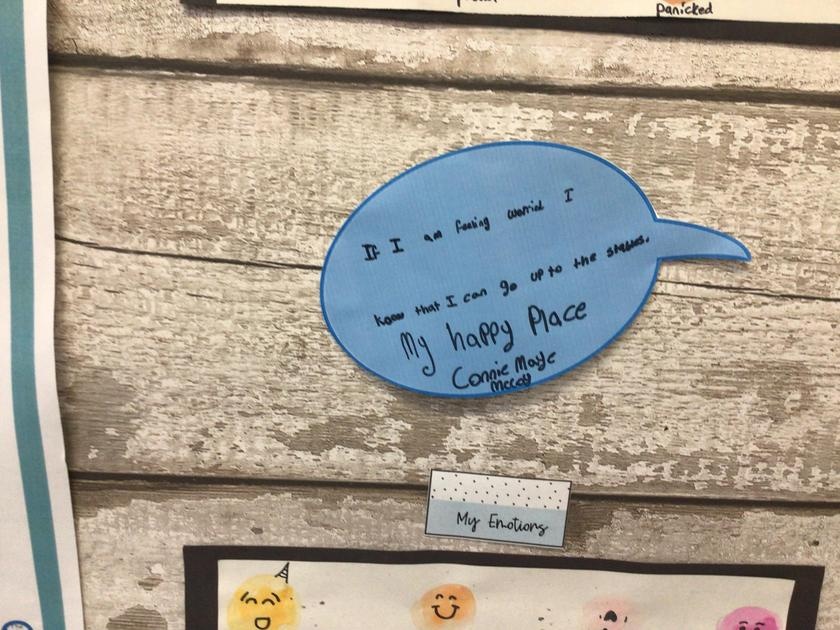 panicked
If I am feeling worried I
know that I can go up to the stables.
My happy Place
Connie Maye
Mccoy
My Emotions